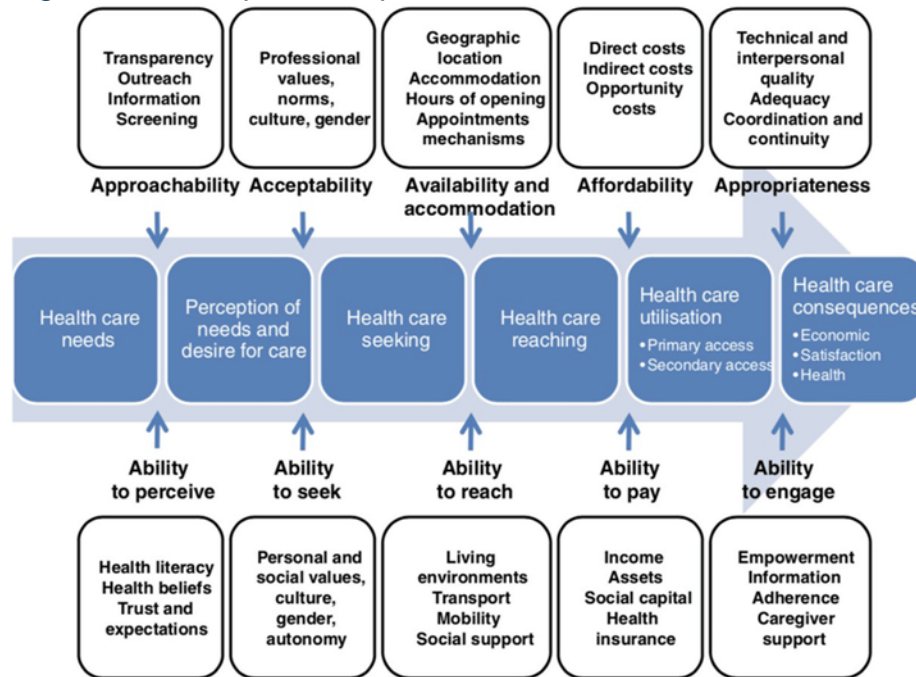 Transparency
Outreach
Information
Screening
Professional
values,
norms,
culture, gender
Geographic
location
Accommodation
Hours of opening
Appointments
mechanisms
Direct costs
Indirect costs
Opportunity
costs
Technical and
interpersonal
quality
Adequacy
Coordination and
continuity
Approachability
Acceptability
Availability and
accommodation
Affordability
Appropriateness
Health care
needs
Perception of
needs and
desire for care
Health care
seeking
Health care
reaching
Health care
utilisation
•Primary access
•Secondary access
Health care
consequences
•Economic
•Satisfaction
•Health
Ability
to perceive
Ability
to seek
Ability
to reach
Ability
to pay
Ability
to engage
Health literacy
Health beliefs
Trust and
expectations
Personal and
social values,
culture,
gender,
autonomy
Living
environments
Transport
Mobility
Social support
Income
Assets
Social capital
Health
insurance
Empowerment
Information
Adherence
Caregiver
support